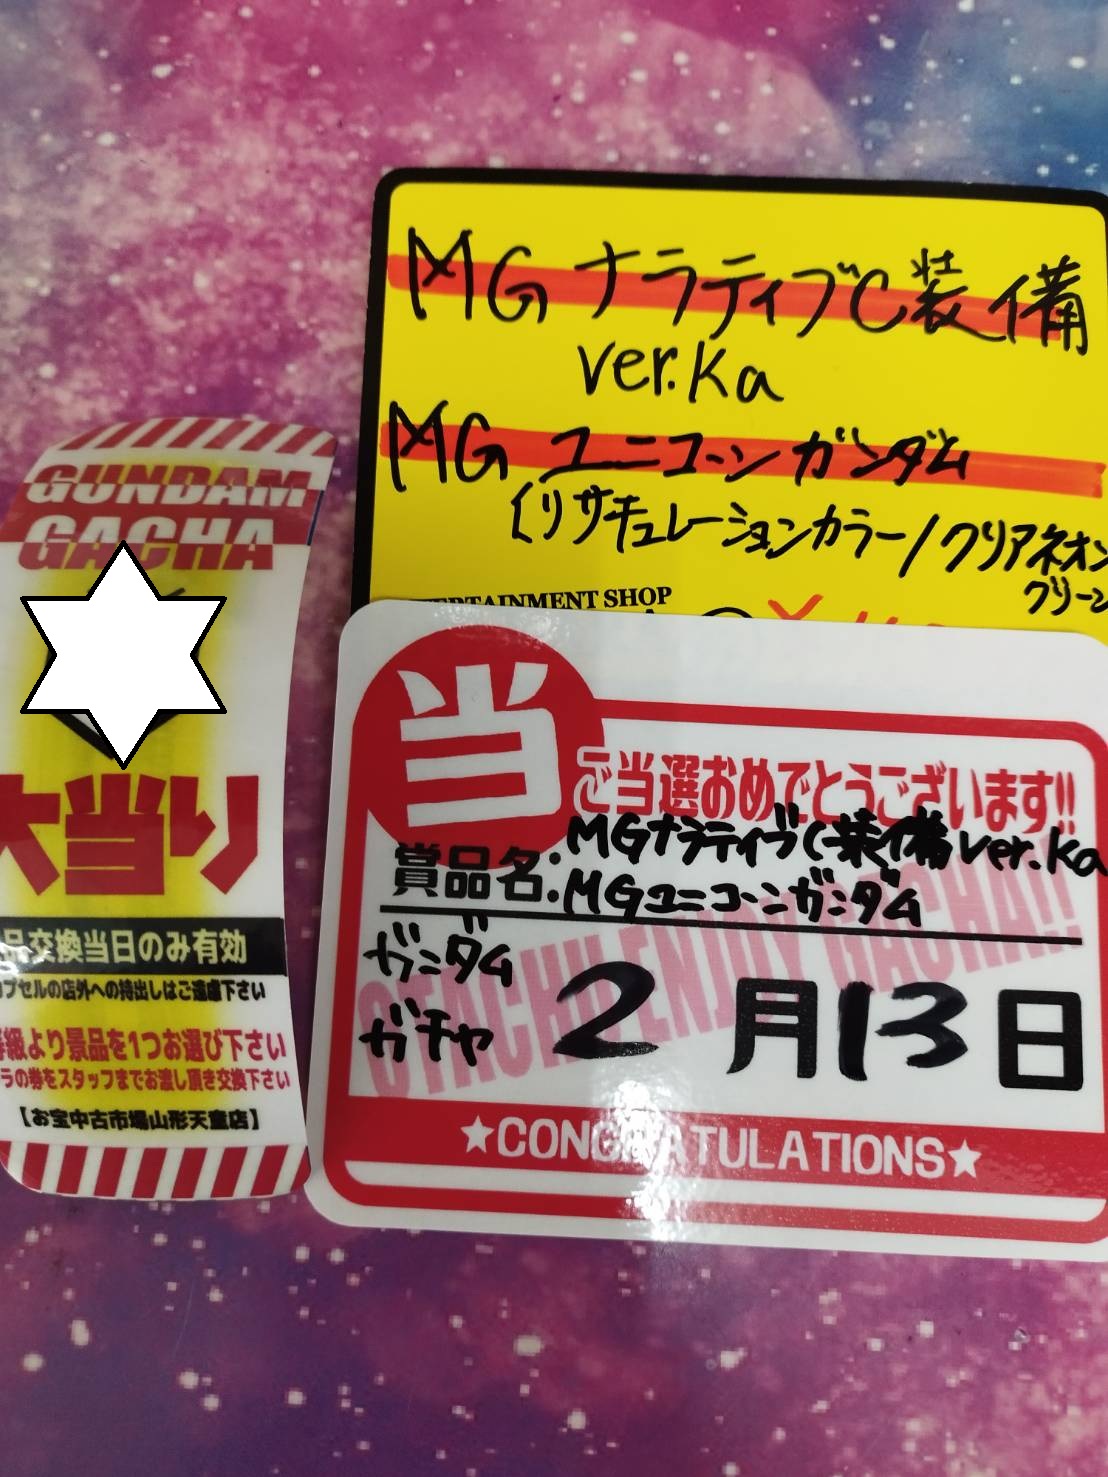 MG ナラティブC装備
ver.Ka
MG ユニコーンガンダム
(リサチュレーションカラー/クリアネオン
グリーン
TERTAINMENT SHOP
GUNDAM
GACHA
大当り
品交換当日のみ有効
カプセルの店外への持出しはご遠慮下さい
等級より景品を1つお選び下さい
ラの券をスタッフまでお渡し頂き交換下さい
【お宝中古市場山形天童店】
当
ご当選おめでとうございます!!
賞品名:MGナラティブC装備ver.Ka
MGユニコーンガンダム
OTACHU ENJOY GACHA!!
ガンダム
ガチャ
2月13日
★CONGRATULATIONS★